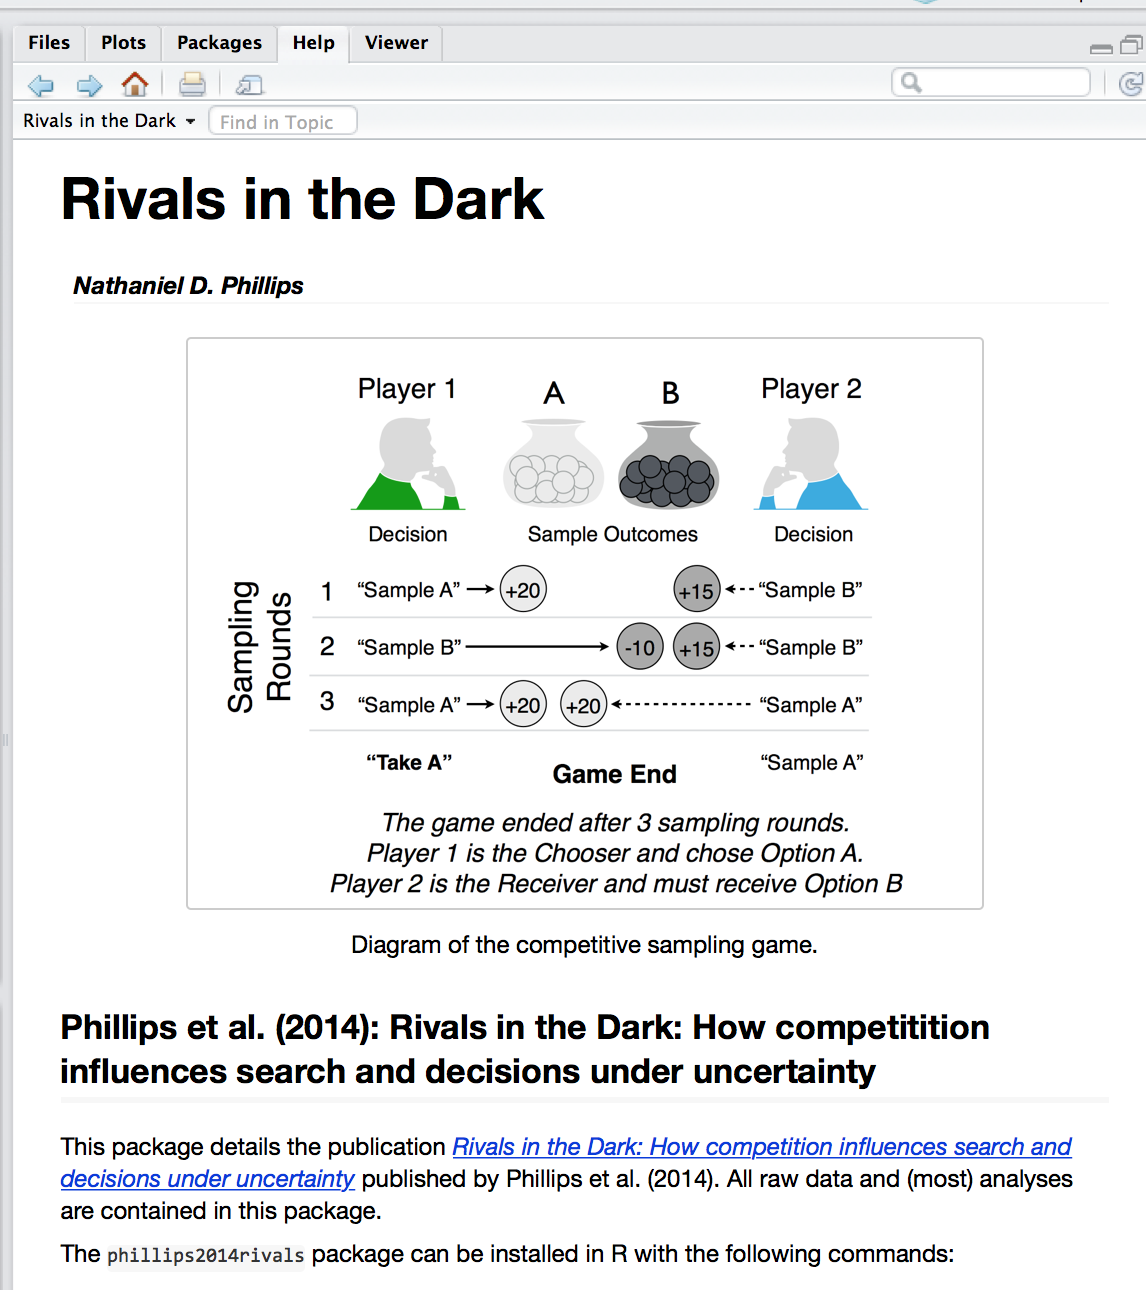 Files Plots Packages Help Viewer
Rivals in the Dark Find in Topic
Rivals in the Dark
Nathaniel D. Phillips
Player 1 A B Player 2
Decision Sample Outcomes Decision
Sampling
Rounds
1 “Sample A” +20 +15 “Sample B”
2 “Sample B” -10 +15 “Sample B”
3 “Sample A” +20 +20 “Sample A”
“Take A” Game End “Sample A”
The game ended after 3 sampling rounds.
Player 1 is the Chooser and chose Option A.
Player 2 is the Receiver and must receive Option B
Diagram of the competitive sampling game.
Phillips et al. (2014): Rivals in the Dark: How competitition
influences search and decisions under uncertainty
This package details the publication Rivals in the Dark: How competition influences search and
decisions under uncertainty published by Phillips et al. (2014). All raw data and (most) analyses
are contained in this package.
The phillips2014rivals package can be installed in R with the following commands: